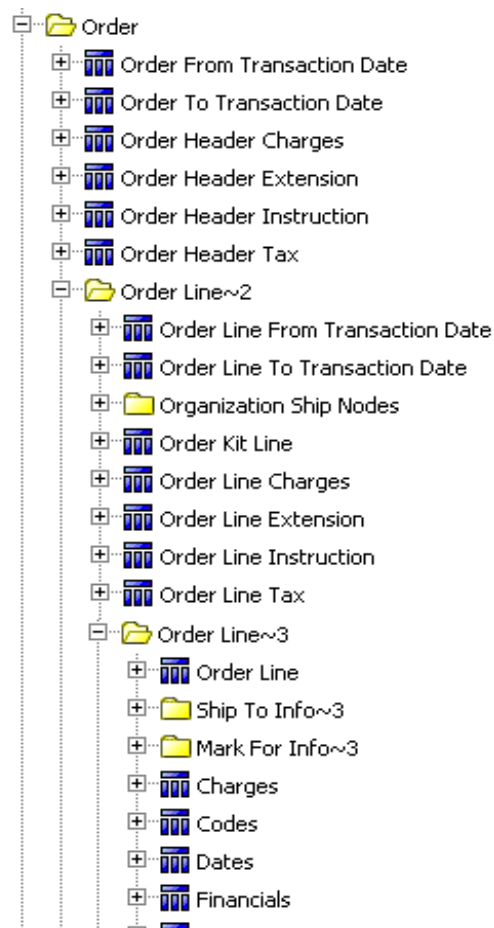 Order
Order From Transaction Date
Order To Transaction Date
Order Header Charges
Order Header Extension
Order Header Instruction
Order Header Tax
Order Line~2
Order Line From Transaction Date
Order Line To Transaction Date
Organization Ship Nodes
Order Kit Line
Order Line Charges
Order Line Extension
Order Line Instruction
Order Line Tax
Order Line~3
Order Line
Ship To Info~3
Mark For Info~3
Charges
Codes
Dates
Financials